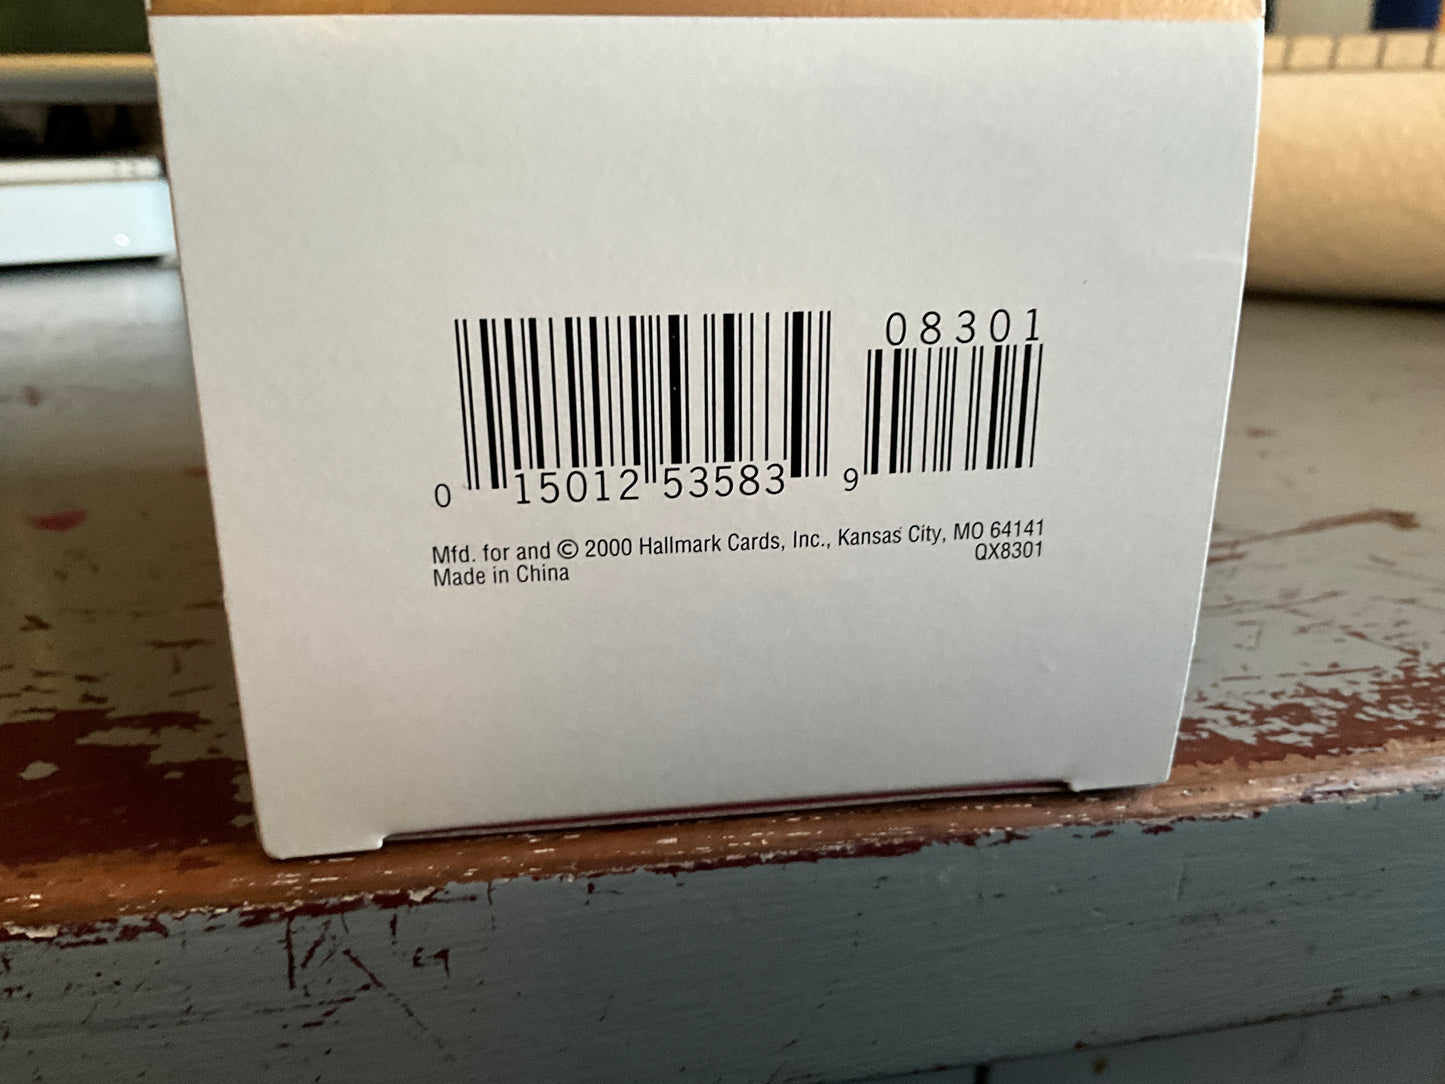 08301
0 15012 53583 9
Mfd. for and © 2000 Hallmark Cards, Inc., Kansas City, MO 64141
QX8301
Made in China